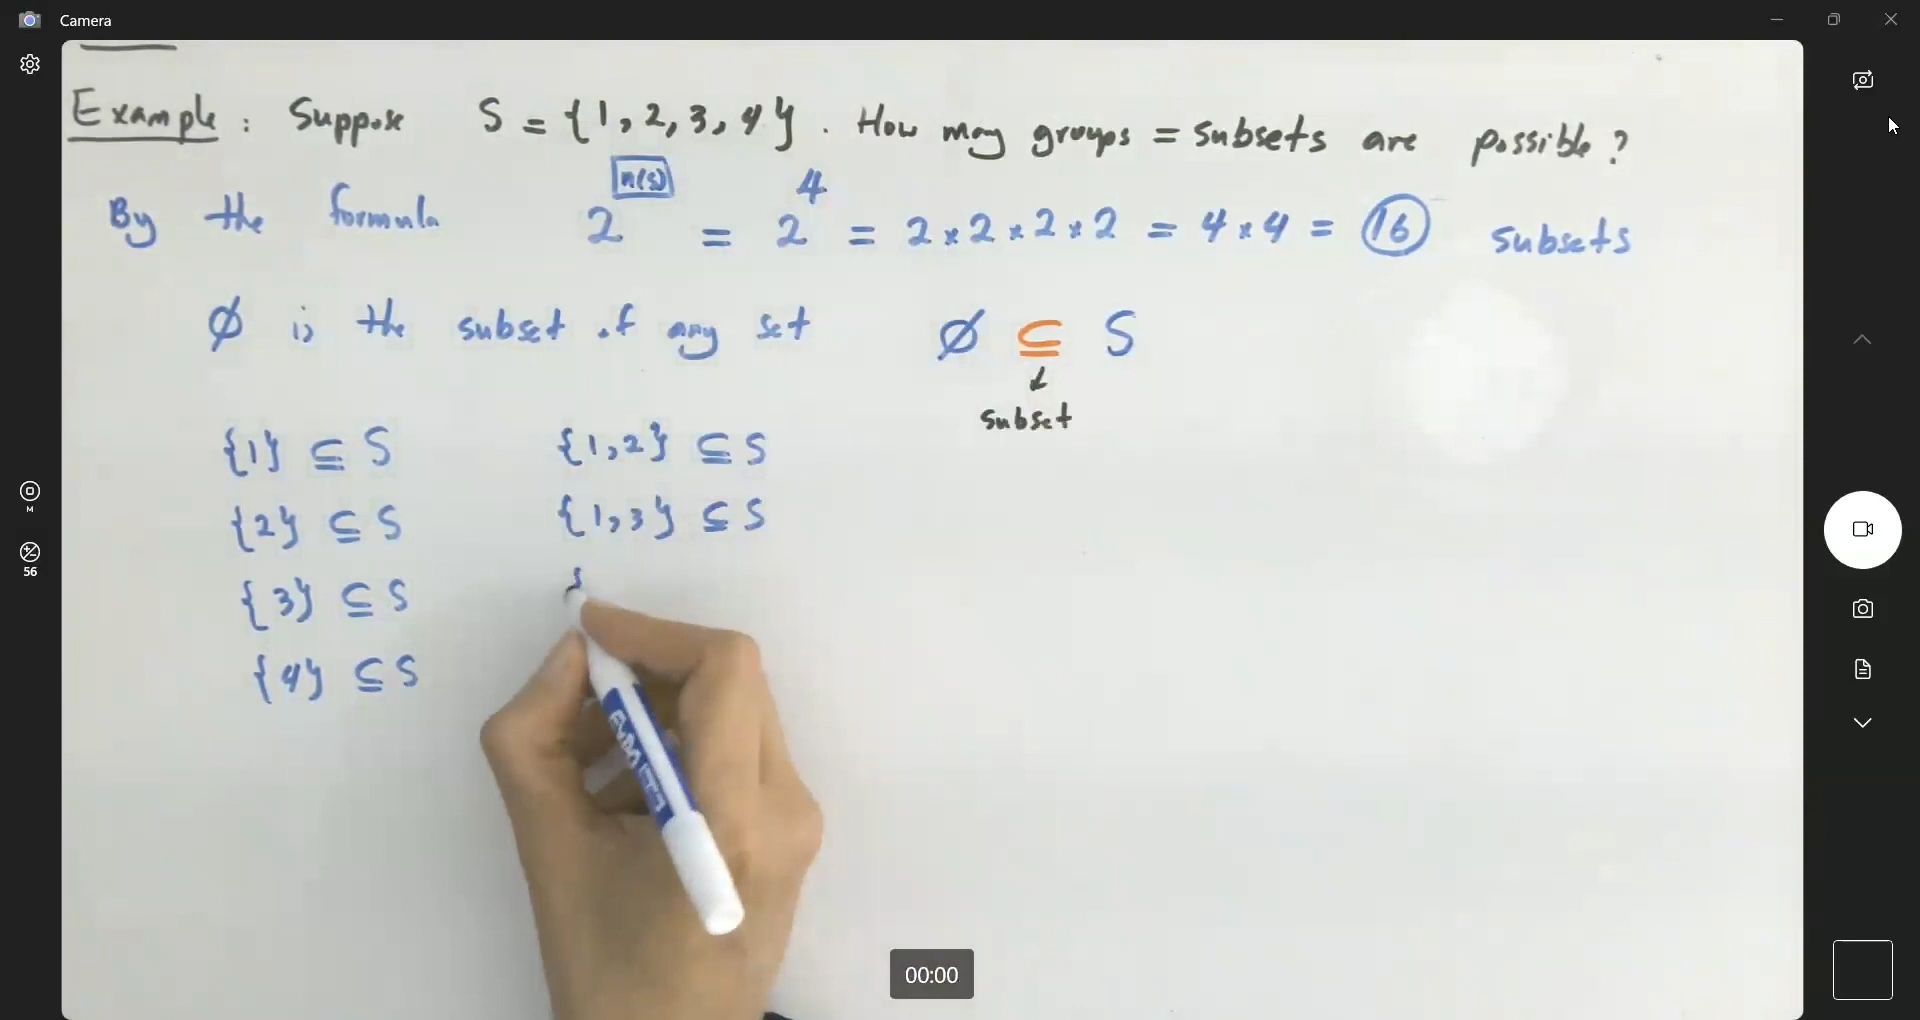 Camera
Example: Suppose S = {1, 2, 3, 4}. How may groups = subsets are possible?
By the formula 2^n(s) = 2^4 = 2 × 2 × 2 × 2 = 4 × 4 = 16 subsets
Ø is the subset of any set Ø ⊆ S
subset
{1} ⊆ S {1,2} ⊆ S
{2} ⊆ S {1,3} ⊆ S
{3} ⊆ S {
{4} ⊆ S
M
56
00:00